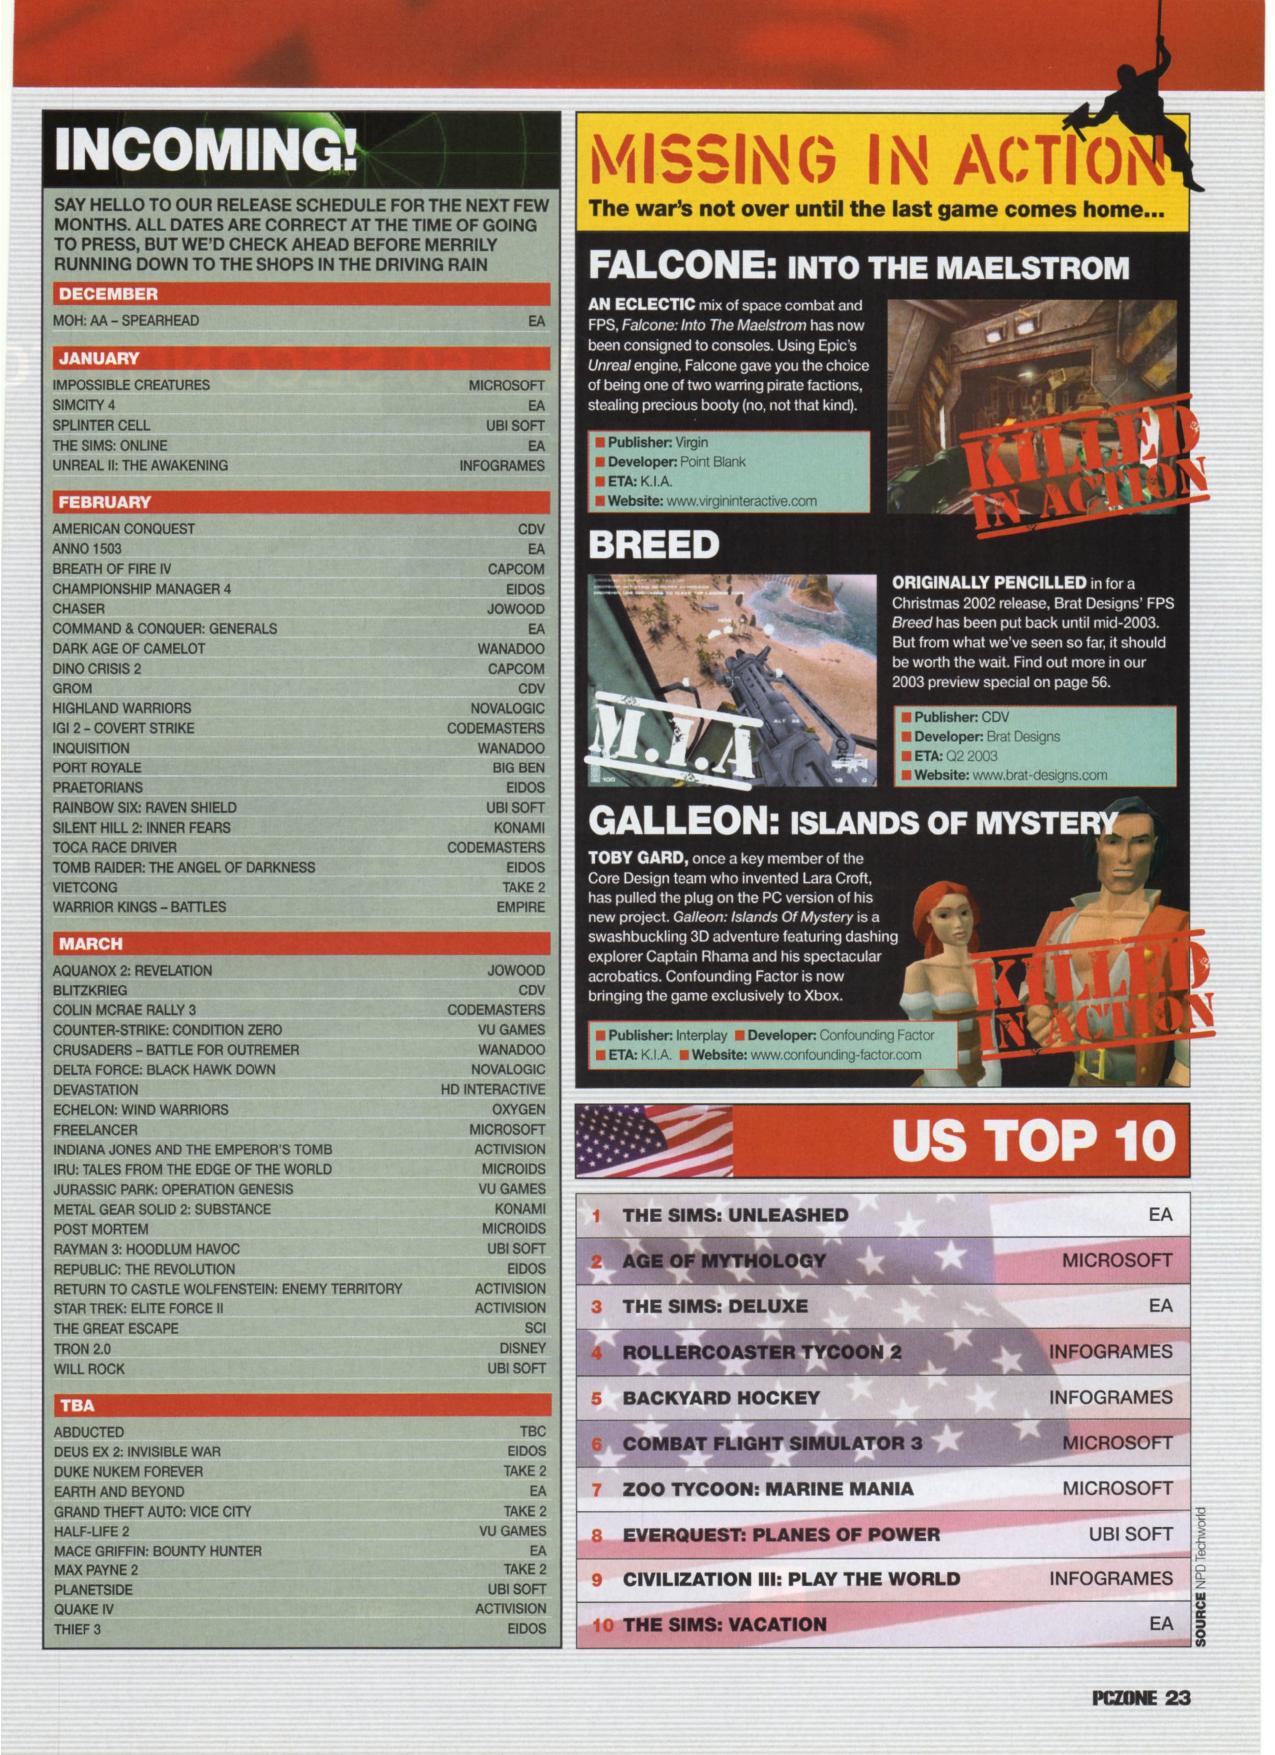 INCOMING!
SAY HELLO TO OUR RELEASE SCHEDULE FOR THE NEXT FEW
MONTHS. ALL DATES ARE CORRECT AT THE TIME OF GOING
TO PRESS, BUT WE'D CHECK AHEAD BEFORE MERRILY
RUNNING DOWN TO THE SHOPS IN THE DRIVING RAIN
DECEMBER
MOH: AA – SPEARHEAD EA
JANUARY
IMPOSSIBLE CREATURES MICROSOFT
SIMCITY 4 EA
SPLINTER CELL UBI SOFT
THE SIMS: ONLINE EA
UNREAL II: THE AWAKENING INFOGRAMES
FEBRUARY
AMERICAN CONQUEST CDV
ANNO 1503 EA
BREATH OF FIRE IV CAPCOM
CHAMPIONSHIP MANAGER 4 EIDOS
CHASER JOWOOD
COMMAND & CONQUER: GENERALS EA
DARK AGE OF CAMELOT WANADOO
DINO CRISIS 2 CAPCOM
GROM CDV
HIGHLAND WARRIORS NOVALOGIC
IGI 2 – COVERT STRIKE CODEMASTERS
INQUISITION WANADOO
PORT ROYALE BIG BEN
PRAETORIANS EIDOS
RAINBOW SIX: RAVEN SHIELD UBI SOFT
SILENT HILL 2: INNER FEARS KONAMI
TOCA RACE DRIVER CODEMASTERS
TOMB RAIDER: THE ANGEL OF DARKNESS EIDOS
VIETCONG TAKE 2
WARRIOR KINGS – BATTLES EMPIRE
MARCH
AQUANOX 2: REVELATION JOWOOD
BLITZKRIEG CDV
COLIN MCRAE RALLY 3 CODEMASTERS
COUNTER-STRIKE: CONDITION ZERO VU GAMES
CRUSADERS – BATTLE FOR OUTREMER WANADOO
DELTA FORCE: BLACK HAWK DOWN NOVALOGIC
DEVASTATION HD INTERACTIVE
ECHELON: WIND WARRIORS OXYGEN
FREELANCER MICROSOFT
INDIANA JONES AND THE EMPEROR'S TOMB ACTIVISION
IRU: TALES FROM THE EDGE OF THE WORLD MICROIDS
JURASSIC PARK: OPERATION GENESIS VU GAMES
METAL GEAR SOLID 2: SUBSTANCE KONAMI
POST MORTEM MICROIDS
RAYMAN 3: HOODLUM HAVOC UBI SOFT
REPUBLIC: THE REVOLUTION EIDOS
RETURN TO CASTLE WOLFENSTEIN: ENEMY TERRITORY ACTIVISION
STAR TREK: ELITE FORCE II ACTIVISION
THE GREAT ESCAPE SCI
TRON 2.0 DISNEY
WILL ROCK UBI SOFT
TBA
ABDUCTED TBC
DEUS EX 2: INVISIBLE WAR EIDOS
DUKE NUKEM FOREVER TAKE 2
EARTH AND BEYOND EA
GRAND THEFT AUTO: VICE CITY TAKE 2
HALF-LIFE 2 VU GAMES
MACE GRIFFIN: BOUNTY HUNTER EA
MAX PAYNE 2 TAKE 2
PLANETSIDE UBI SOFT
QUAKE IV ACTIVISION
THIEF 3 EIDOS
MISSING IN ACTION
The war's not over until the last game comes home...
FALCONE: INTO THE MAELSTROM
AN ECLECTIC mix of space combat and
FPS, Falcone: Into The Maelstrom has now
been consigned to consoles. Using Epic's
Unreal engine, Falcone gave you the choice
of being one of two warring pirate factions,
stealing precious booty (no, not that kind).
Publisher: Virgin
Developer: Point Blank
ETA: K.I.A.
Website: www.virgininteractive.com
KILLED
IN ACTION
BREED
M.I.A
ORIGINALLY PENCILLED in for a
Christmas 2002 release, Brat Designs' FPS
Breed has been put back until mid-2003.
But from what we've seen so far, it should
be worth the wait. Find out more in our
2003 preview special on page 56.
Publisher: CDV
Developer: Brat Designs
ETA: Q2 2003
Website: www.brat-designs.com
GALLEON: ISLANDS OF MYSTERY
TOBY GARD, once a key member of the
Core Design team who invented Lara Croft,
has pulled the plug on the PC version of his
new project. Galleon: Islands Of Mystery is a
swashbuckling 3D adventure featuring dashing
explorer Captain Rhama and his spectacular
acrobatics. Confounding Factor is now
bringing the game exclusively to Xbox.
Publisher: Interplay Developer: Confounding Factor
ETA: K.I.A. Website: www.confounding-factor.com
KILLED
IN ACTION
US TOP 10
1 THE SIMS: UNLEASHED EA
2 AGE OF MYTHOLOGY MICROSOFT
3 THE SIMS: DELUXE EA
4 ROLLERCOASTER TYCOON 2 INFOGRAMES
5 BACKYARD HOCKEY INFOGRAMES
6 COMBAT FLIGHT SIMULATOR 3 MICROSOFT
7 ZOO TYCOON: MARINE MANIA MICROSOFT
8 EVERQUEST: PLANES OF POWER UBI SOFT
9 CIVILIZATION III: PLAY THE WORLD INFOGRAMES
10 THE SIMS: VACATION EA
SOURCE NPD Techworld
PCZONE 23